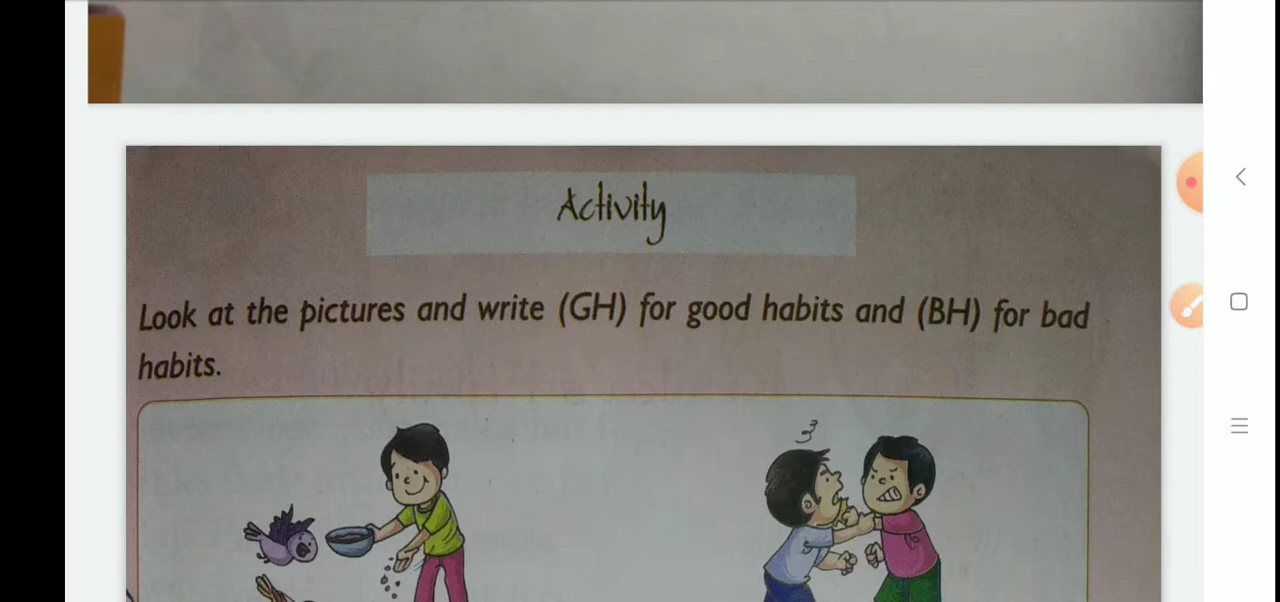 Activity
Look at the pictures and write (GH) for good habits and (BH) for bad
habits.